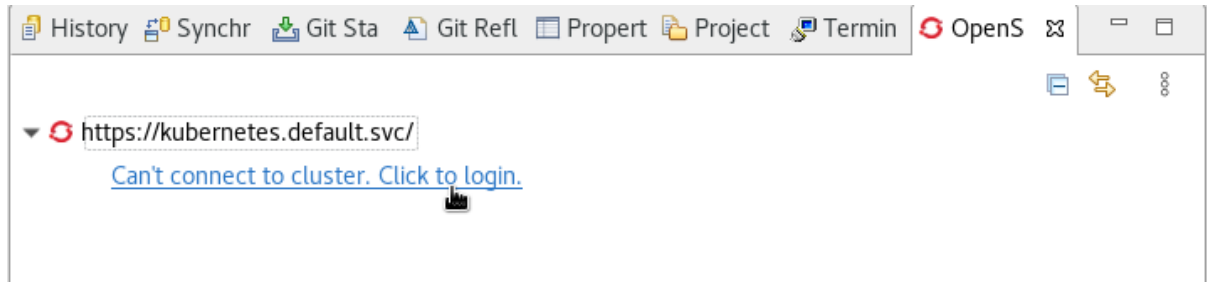 History Synchr Git Sta Git Refl Propert Project Termin OpenS
https://kubernetes.default.svc/
Can't connect to cluster. Click to login.